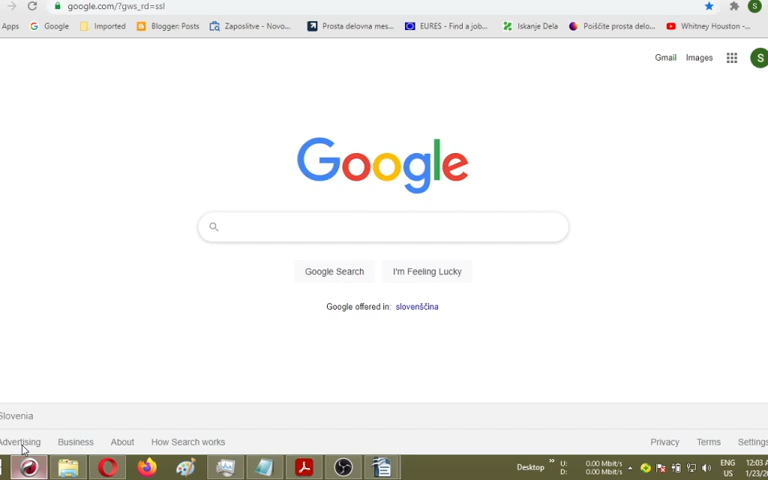 google.com/?gws_rd=ssl
Apps Google Imported Blogger: Posts Zaposlitve - Novo... Prosta delovna mes... EURES - Find a job... Iskanje Dela Poiščite prosta delo... Whitney Houston -...
Gmail Images S
Google
Google Search I'm Feeling Lucky
Google offered in: slovenščina
Slovenia
Advertising Business About How Search works Privacy Terms Settings
Desktop » U: 0.00 Mbit/s ENG 12:03
D: 0.00 Mbit/s US